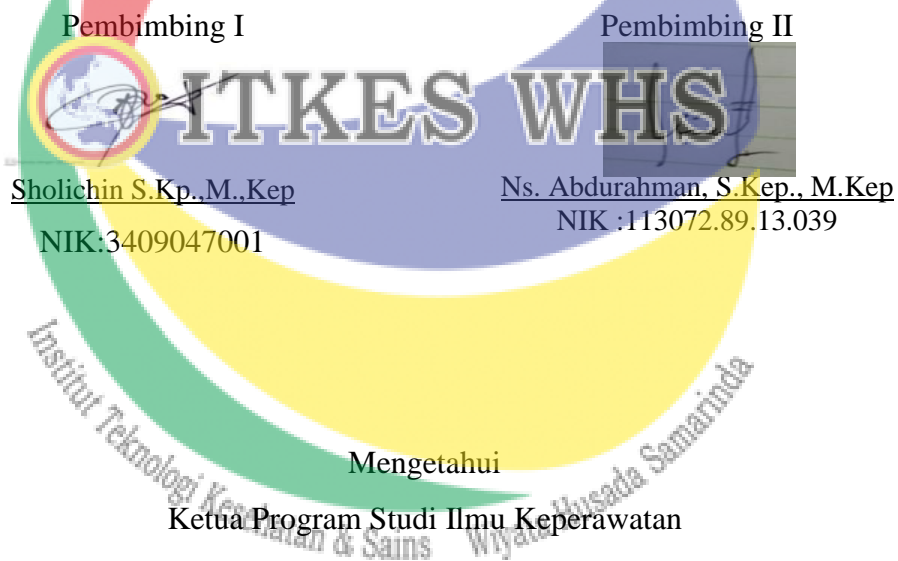 Pembimbing I
Pembimbing II
ITKES WHS
Sholichin S.Kp.,M.,Kep
NIK:3409047001
Ns. Abdurahman, S.Kep., M.Kep
NIK :113072.89.13.039
Mengetahui
Ketua Program Studi Ilmu Keperawatan
Institut Teknologi Kesehatan & Sains Wiyata Husada Samarinda